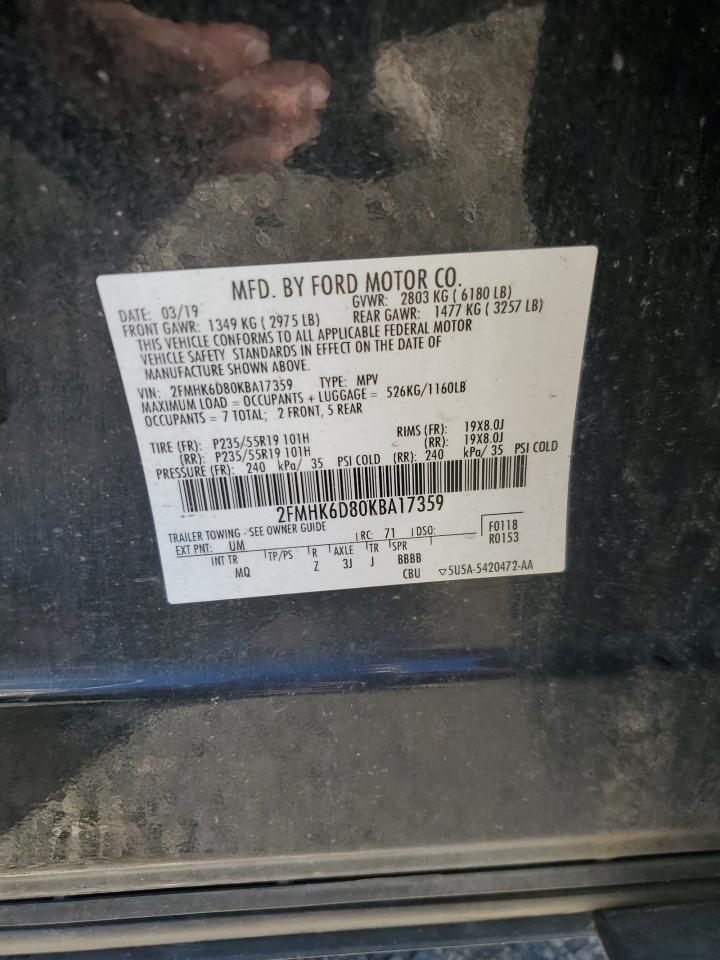 MFD. BY FORD MOTOR CO.
DATE: 03/19 GVWR: 2803 KG ( 6180 LB)
FRONT GAWR: 1349 KG ( 2975 LB) REAR GAWR: 1477 KG ( 3257 LB)
THIS VEHICLE CONFORMS TO ALL APPLICABLE FEDERAL MOTOR
VEHICLE SAFETY STANDARDS IN EFFECT ON THE DATE OF
MANUFACTURE SHOWN ABOVE.
VIN: 2FMHK6D80KBA17359 TYPE: MPV
MAXIMUM LOAD = OCCUPANTS + LUGGAGE = 526KG/1160LB
OCCUPANTS = 7 TOTAL; 2 FRONT, 5 REAR
TIRE (FR): P235/55R19 101H RIMS (FR): 19X8.0J
(RR): P235/55R19 101H (RR): 19X8.0J
PRESSURE (FR): 240 kPa/ 35 PSI COLD (RR): 240 kPa/ 35 PSI COLD
2FMHK6D80KBA17359
TRAILER TOWING - SEE OWNER GUIDE F0118
EXT PNT: UM RC: 71 DSO: R0153
INT TR TP/PS R AXLE TR SPR
MQ Z 3J J BBBB
CBU ▽5U5A-5420472-AA